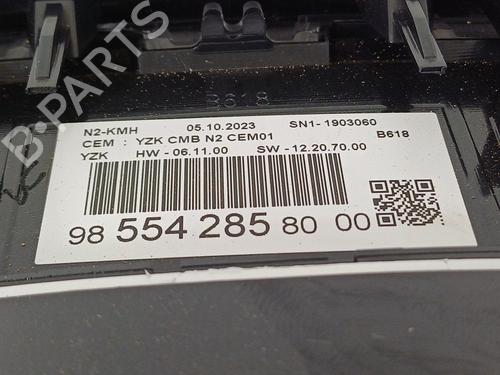 N2-KMH 05.10.2023 SN1-1903060
CEM : YZK CMB N2 CEM01 B618
YZK HW-06.11.00 SW-12.20.70.00
98 554 285 80 00
B-PARTS
B618